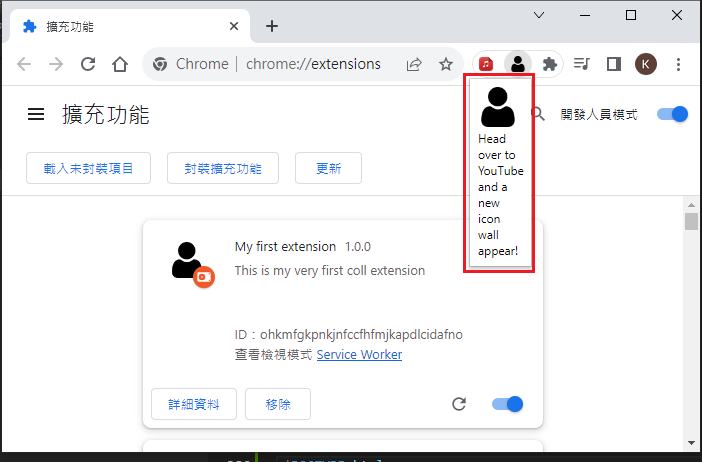 擴充功能
Chrome | chrome://extensions
K
擴充功能
開發人員模式
載入未封裝項目
封裝擴充功能
更新
Head
over to
YouTube
and a
new
icon
wall
appear!
My first extension 1.0.0
This is my very first coll extension
ID：ohkmfgkpnkjnfccfhfmjkapdlcidafno
查看檢視模式 Service Worker
詳細資料
移除